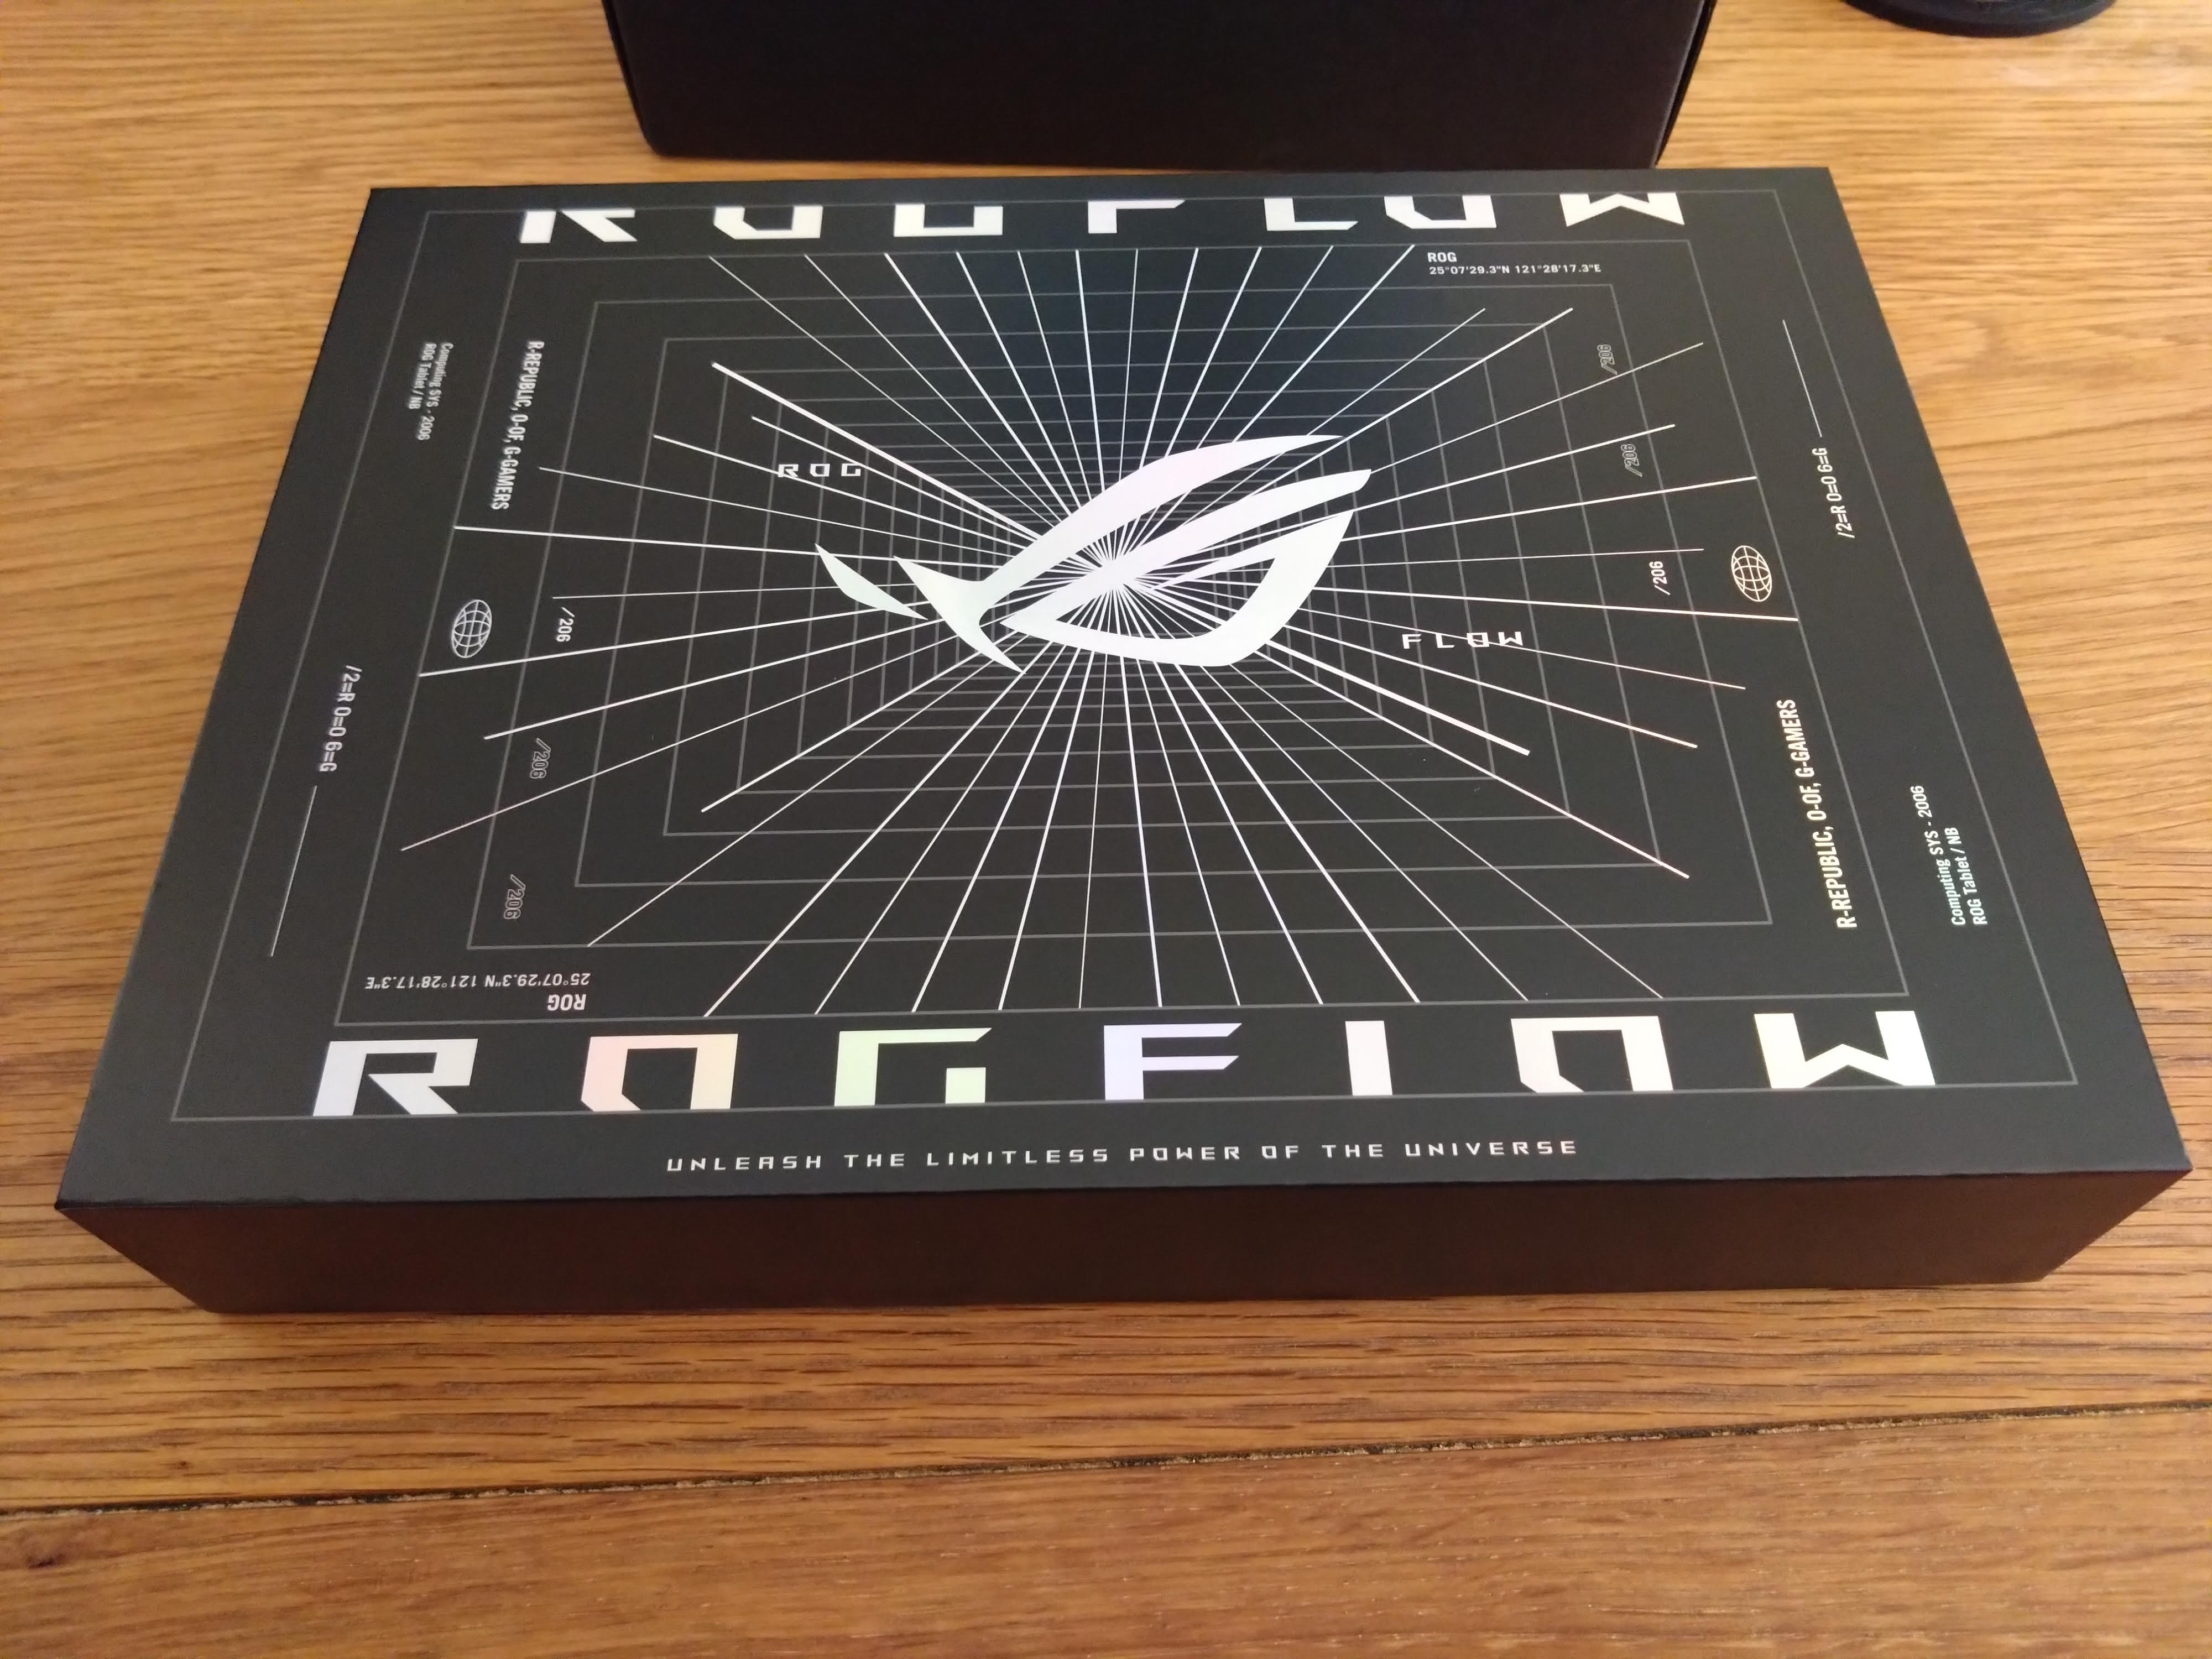 ROG FLOW
ROG
25°07'29.3"N 121°28'17.3"E
Computing SYS - 2006
ROG Tablet / NB
R-REPUBLIC, O-OF, G-GAMERS
/206
/206
/2=R 0=O 6=G
ROG
/206
/206
FLOW
/2=R 0=O 6=G
/206
/206
R-REPUBLIC, O-OF, G-GAMERS
Computing SYS - 2006
ROG Tablet / NB
ROG
25°07'29.3"N 121°28'17.3"E
ROG FLOW
UNLEASH THE LIMITLESS POWER OF THE UNIVERSE